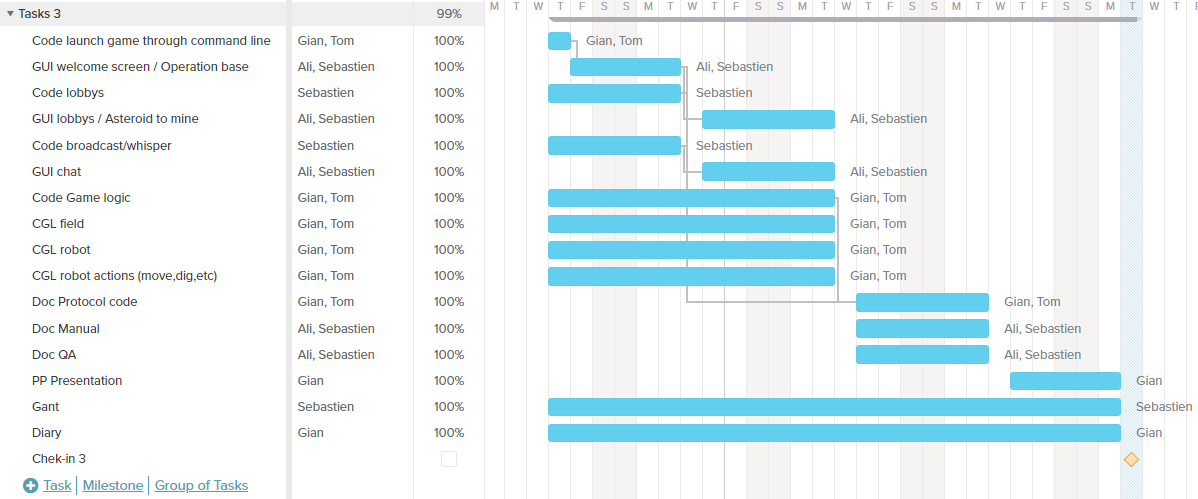 M T W T F S S M T W T F S S M T W T F S S M T W T F S S M T W T
Tasks 3 99%
Code launch game through command line Gian, Tom 100% Gian, Tom
GUI welcome screen / Operation base Ali, Sebastien 100% Ali, Sebastien
Code lobbys Sebastien 100% Sebastien
GUI lobbys / Asteroid to mine Ali, Sebastien 100% Ali, Sebastien
Code broadcast/whisper Sebastien 100% Sebastien
GUI chat Ali, Sebastien 100% Ali, Sebastien
Code Game logic Gian, Tom 100% Gian, Tom
CGL field Gian, Tom 100% Gian, Tom
CGL robot Gian, Tom 100% Gian, Tom
CGL robot actions (move,dig,etc) Gian, Tom 100% Gian, Tom
Doc Protocol code Gian, Tom 100% Gian, Tom
Doc Manual Ali, Sebastien 100% Ali, Sebastien
Doc QA Ali, Sebastien 100% Ali, Sebastien
PP Presentation Gian 100% Gian
Gant Sebastien 100% Sebastien
Diary Gian 100% Gian
Chek-in 3
Task | Milestone | Group of Tasks